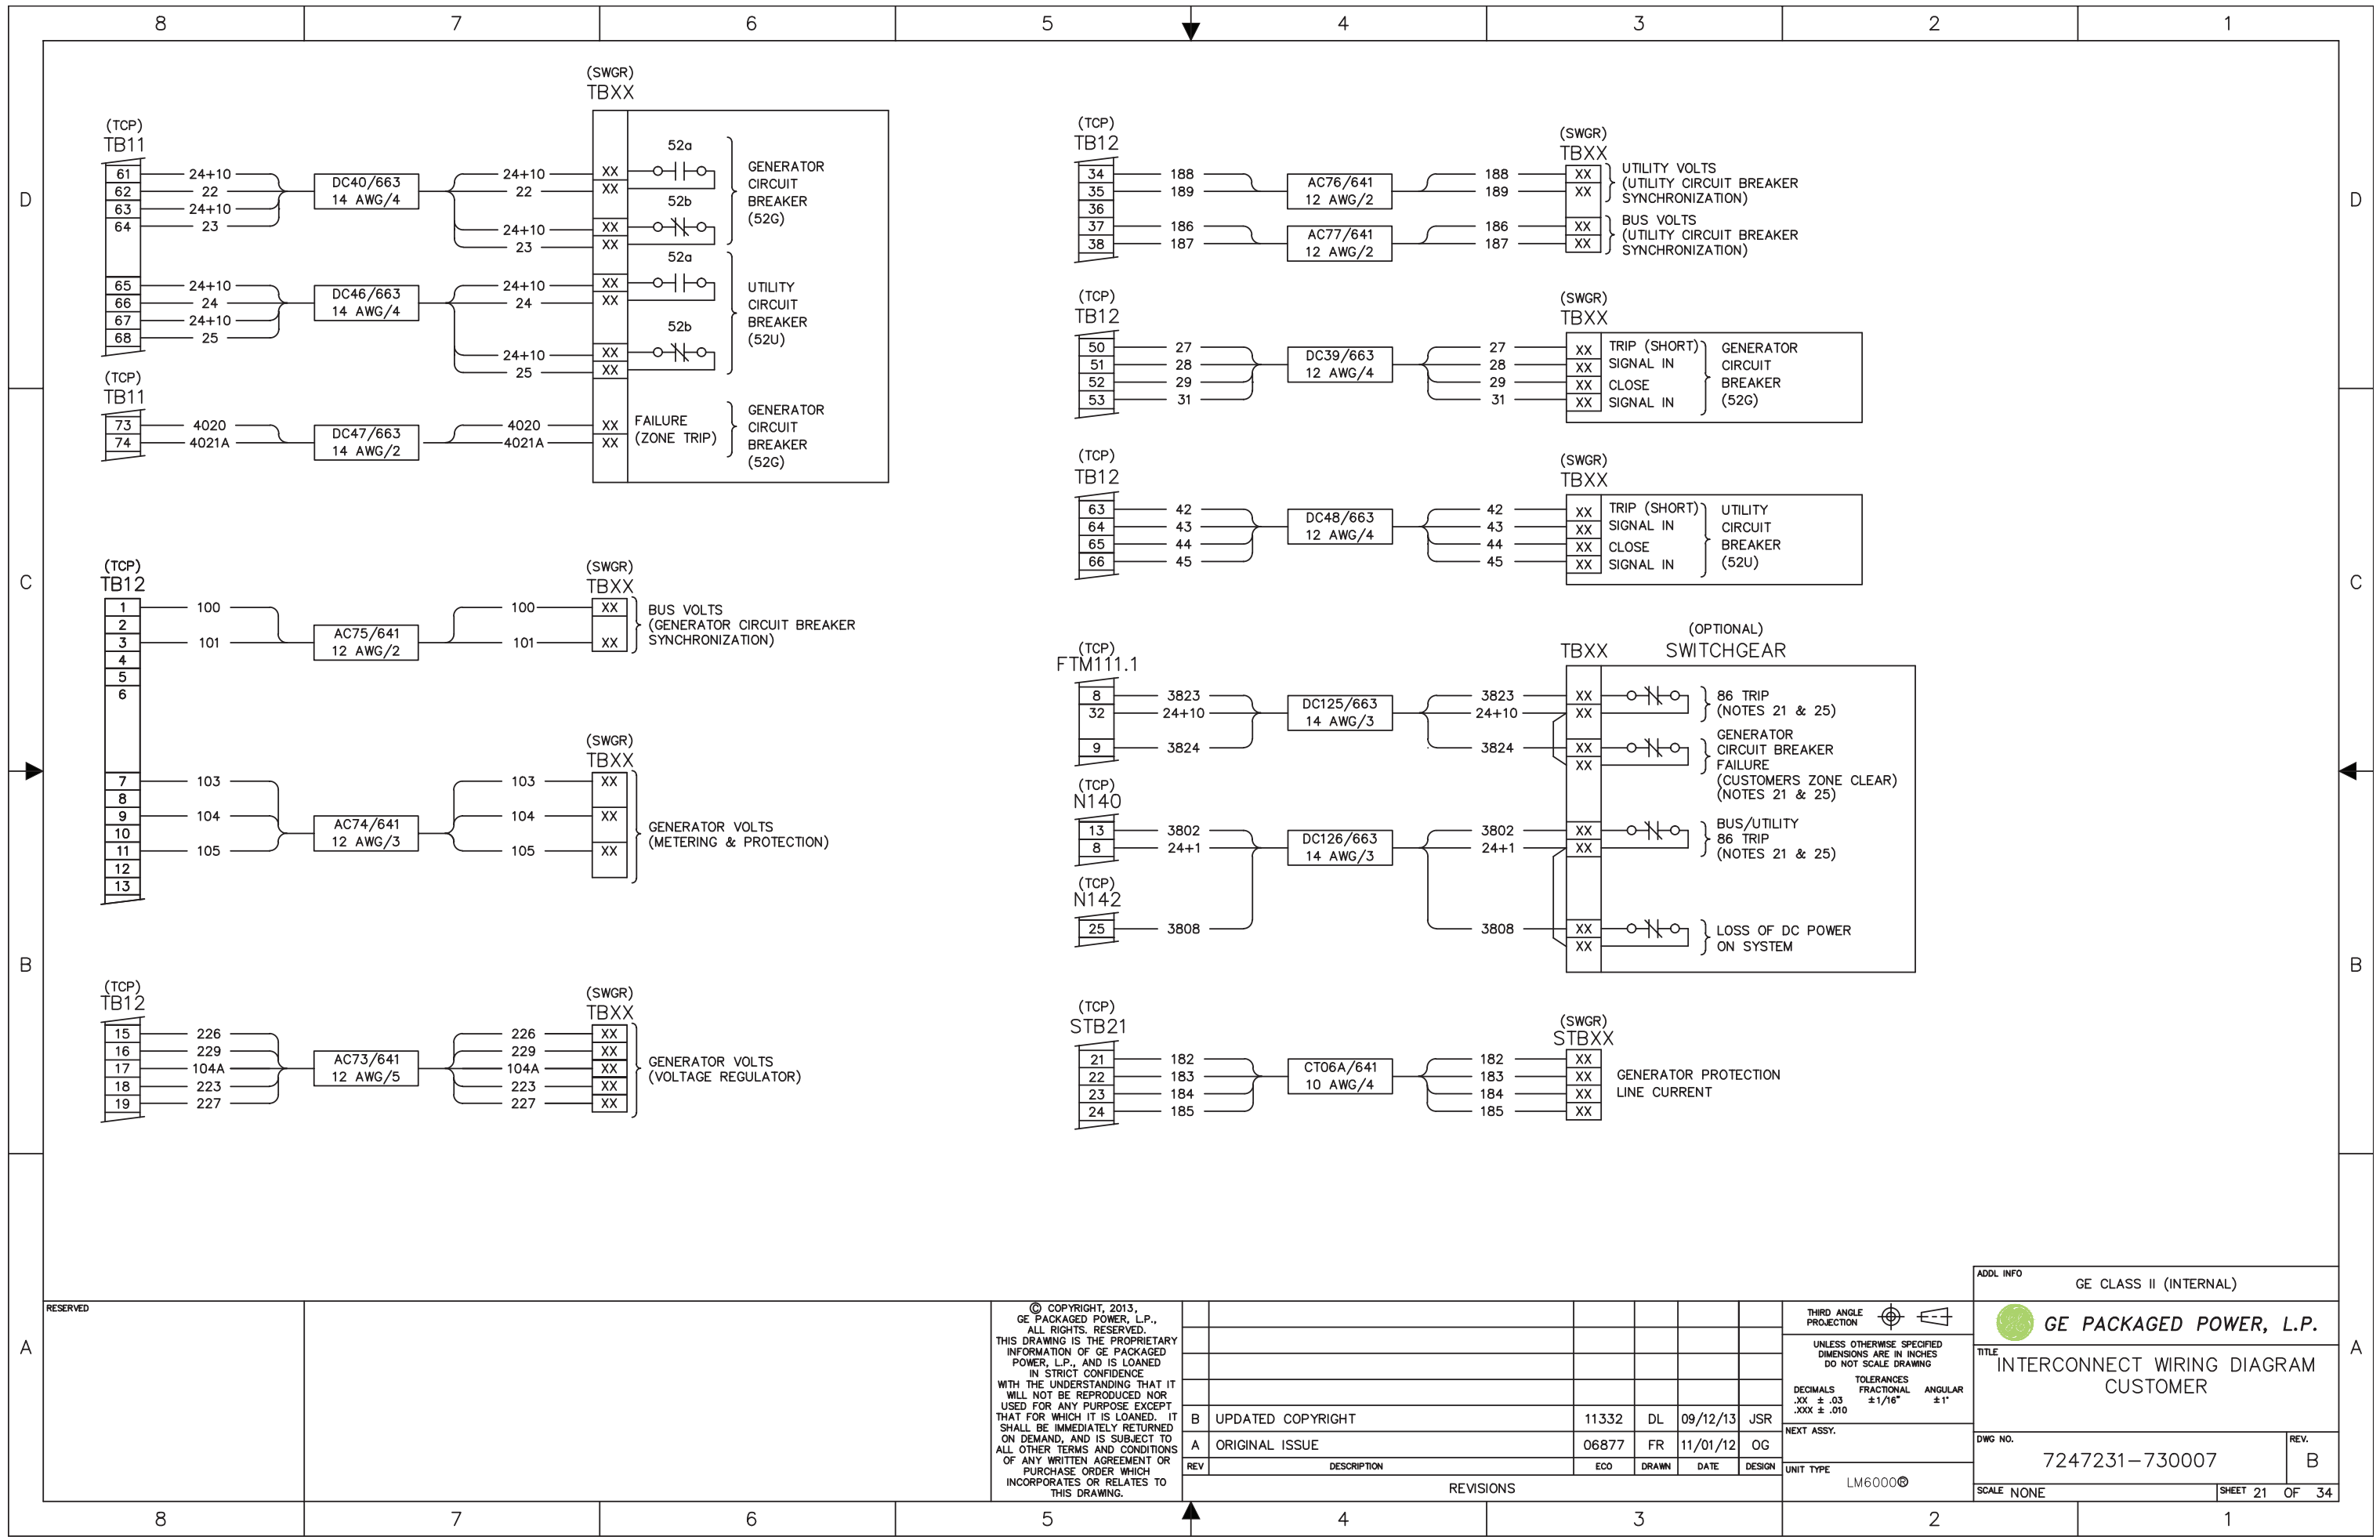 8 7 6 5 4 3 2 1
D
C
B
A
(TCP)
TB11
61 24+10
62 22
63 24+10
64 23
DC40/663
14 AWG/4
24+10
22
24+10
23
65 24+10
66 24
67 24+10
68 25
DC46/663
14 AWG/4
24+10
24
24+10
25
(TCP)
TB11
73 4020
74 4021A
DC47/663
14 AWG/2
4020
4021A
(SWGR)
TBXX
XX
XX
52a
XX
XX
52b
GENERATOR
CIRCUIT
BREAKER
(52G)
XX
XX
52a
XX
XX
52b
UTILITY
CIRCUIT
BREAKER
(52U)
XX
XX
FAILURE
(ZONE TRIP)
GENERATOR
CIRCUIT
BREAKER
(52G)
(TCP)
TB12
1 100
2
3 101
4
5
6
AC75/641
12 AWG/2
100
101
(SWGR)
TBXX
XX
XX
BUS VOLTS
(GENERATOR CIRCUIT BREAKER
SYNCHRONIZATION)
7 103
8
9 104
10
11 105
12
13
AC74/641
12 AWG/3
103
104
105
(SWGR)
TBXX
XX
XX
XX
GENERATOR VOLTS
(METERING & PROTECTION)
(TCP)
TB12
15 226
16 229
17 104A
18 223
19 227
AC73/641
12 AWG/5
226
229
104A
223
227
(SWGR)
TBXX
XX
XX
XX
XX
XX
GENERATOR VOLTS
(VOLTAGE REGULATOR)
(TCP)
TB12
34 188
35 189
36
37 186
38 187
AC76/641
12 AWG/2
AC77/641
12 AWG/2
188
189
186
187
(SWGR)
TBXX
XX
XX
UTILITY VOLTS
(UTILITY CIRCUIT BREAKER
SYNCHRONIZATION)
XX
XX
BUS VOLTS
(UTILITY CIRCUIT BREAKER
SYNCHRONIZATION)
(TCP)
TB12
50 27
51 28
52 29
53 31
DC39/663
12 AWG/4
27
28
29
31
(SWGR)
TBXX
XX TRIP (SHORT)
XX SIGNAL IN
XX CLOSE
XX SIGNAL IN
GENERATOR
CIRCUIT
BREAKER
(52G)
(TCP)
TB12
63 42
64 43
65 44
66 45
DC48/663
12 AWG/4
42
43
44
45
(SWGR)
TBXX
XX TRIP (SHORT)
XX SIGNAL IN
XX CLOSE
XX SIGNAL IN
UTILITY
CIRCUIT
BREAKER
(52U)
(TCP)
FTM111.1
8 3823
32 24+10
9 3824
DC125/663
14 AWG/3
3823
24+10
3824
TBXX
(OPTIONAL)
SWITCHGEAR
XX
XX
86 TRIP
(NOTES 21 & 25)
XX
XX
GENERATOR
CIRCUIT BREAKER
FAILURE
(CUSTOMERS ZONE CLEAR)
(NOTES 21 & 25)
(TCP)
N140
13 3802
8 24+1
(TCP)
N142
25 3808
DC126/663
14 AWG/3
3802
24+1
3808
XX
XX
BUS/UTILITY
86 TRIP
(NOTES 21 & 25)
XX
XX
LOSS OF DC POWER
ON SYSTEM
(TCP)
STB21
21 182
22 183
23 184
24 185
CT06A/641
10 AWG/4
182
183
184
185
(SWGR)
STBXX
XX
XX
XX
XX
GENERATOR PROTECTION
LINE CURRENT
RESERVED
© COPYRIGHT, 2013,
GE PACKAGED POWER, L.P.,
ALL RIGHTS. RESERVED.
THIS DRAWING IS THE PROPRIETARY
INFORMATION OF GE PACKAGED
POWER, L.P., AND IS LOANED
IN STRICT CONFIDENCE
WITH THE UNDERSTANDING THAT IT
WILL NOT BE REPRODUCED NOR
USED FOR ANY PURPOSE EXCEPT
THAT FOR WHICH IT IS LOANED. IT
SHALL BE IMMEDIATELY RETURNED
ON DEMAND, AND IS SUBJECT TO
ALL OTHER TERMS AND CONDITIONS
OF ANY WRITTEN AGREEMENT OR
PURCHASE ORDER WHICH
INCORPORATES OR RELATES TO
THIS DRAWING.
B UPDATED COPYRIGHT 11332 DL 09/12/13 JSR
A ORIGINAL ISSUE 06877 FR 11/01/12 OG
REV DESCRIPTION ECO DRAWN DATE DESIGN
REVISIONS
THIRD ANGLE
PROJECTION
UNLESS OTHERWISE SPECIFIED
DIMENSIONS ARE IN INCHES
DO NOT SCALE DRAWING
TOLERANCES
DECIMALS FRACTIONAL ANGULAR
.XX ± .03 ±1/16" ±1°
.XXX ± .010
NEXT ASSY.
UNIT TYPE
LM6000®
ADDL INFO
GE CLASS II (INTERNAL)
GE PACKAGED POWER, L.P.
TITLE
INTERCONNECT WIRING DIAGRAM
CUSTOMER
DWG NO.
7247231-730007
REV.
B
SCALE NONE
SHEET 21 OF 34
D
C
B
A
8 7 6 5 4 3 2 1